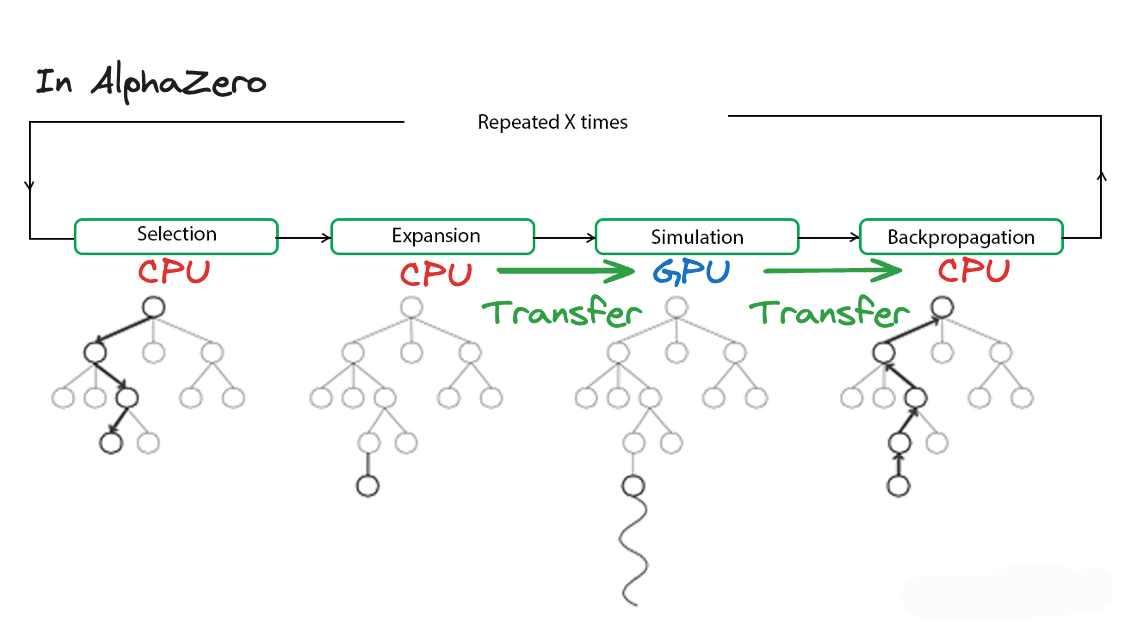 In AlphaZero
Repeated X times
Selection
Expansion
Simulation
Backpropagation
CPU
CPU
GPU
CPU
Transfer
Transfer